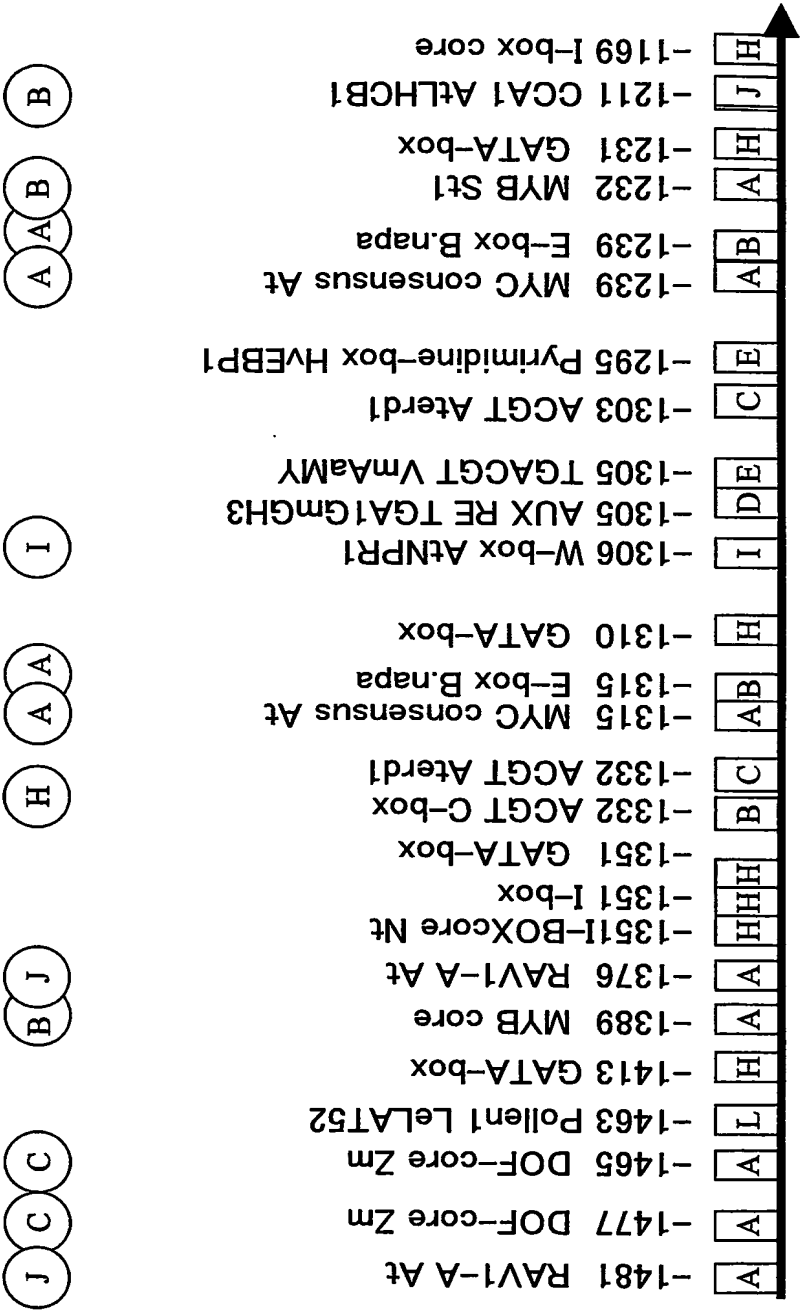 A -1481 RAV1-A At J
A -1477 DOF-core Zm C
A -1465 DOF-core Zm C
L -1463 Pollen1 LeLAT52
H -1413 GATA-box
A -1389 MYB core B
A -1376 RAV1-A At J
H -1351I-BOXcore Nt
H -1351 I-box
H -1351 GATA-box
B -1332 ACGT C-box H
C -1332 ACGT Aterd1
A -1315 MYC consensus At A
B -1315 E-box B.napa A
H -1310 GATA-box
I -1306 W-box AtNPR1 I
D -1305 AUX RE TGA1GmGH3
E -1305 TGACGT VmAaMY
C -1303 ACGT Aterd1
E -1295 Pyrimidine-box HvEBP1
A -1239 MYC consensus At A
B -1239 E-box B.napa A
A -1232 MYB St1 B
H -1231 GATA-box
J -1211 CCA1 AtLHCB1 B
H -1169 I-box core